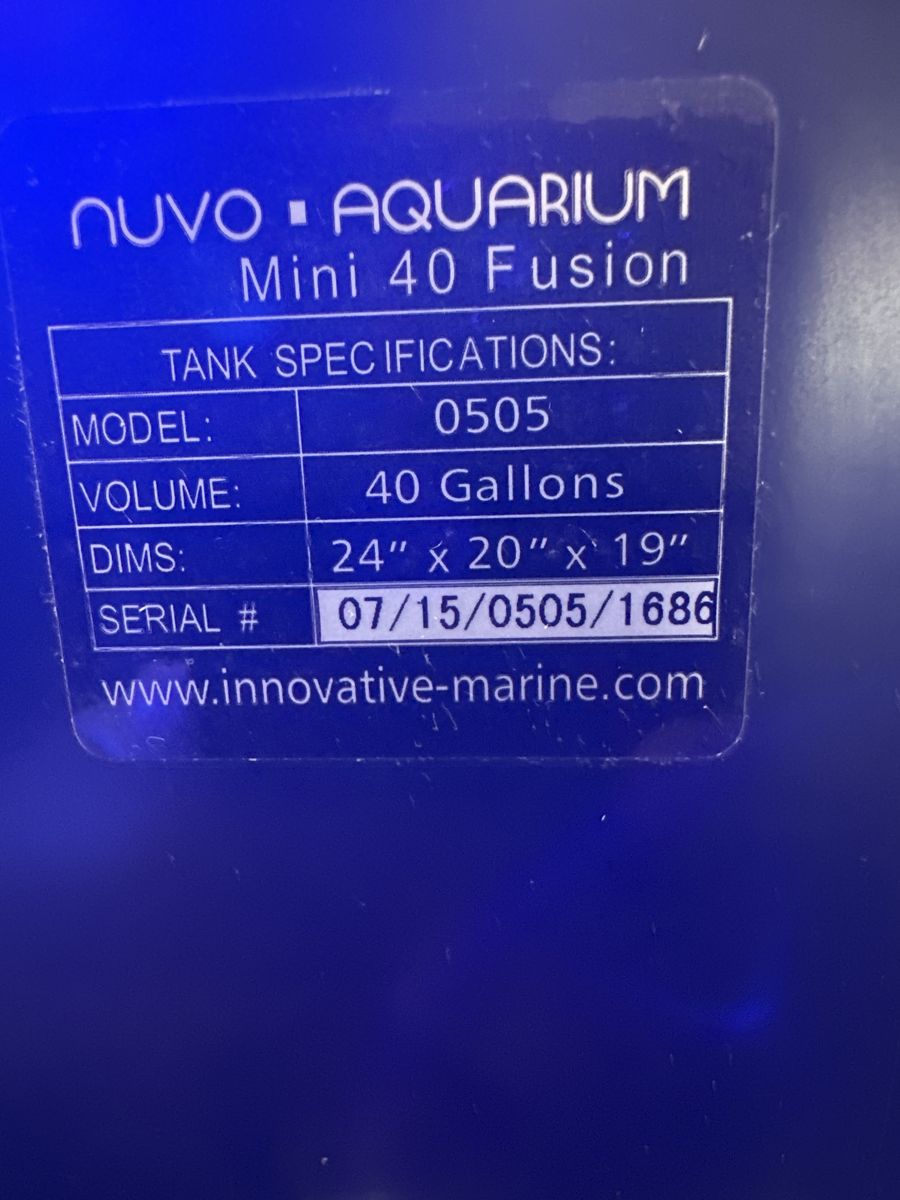 nuvo ▪ AQUARIUM
Mini 40 Fusion
TANK SPECIFICATIONS:
MODEL: 0505
VOLUME: 40 Gallons
DIMS: 24” x 20” x 19”
SERIAL # 07/15/0505/1686
www.innovative-marine.com